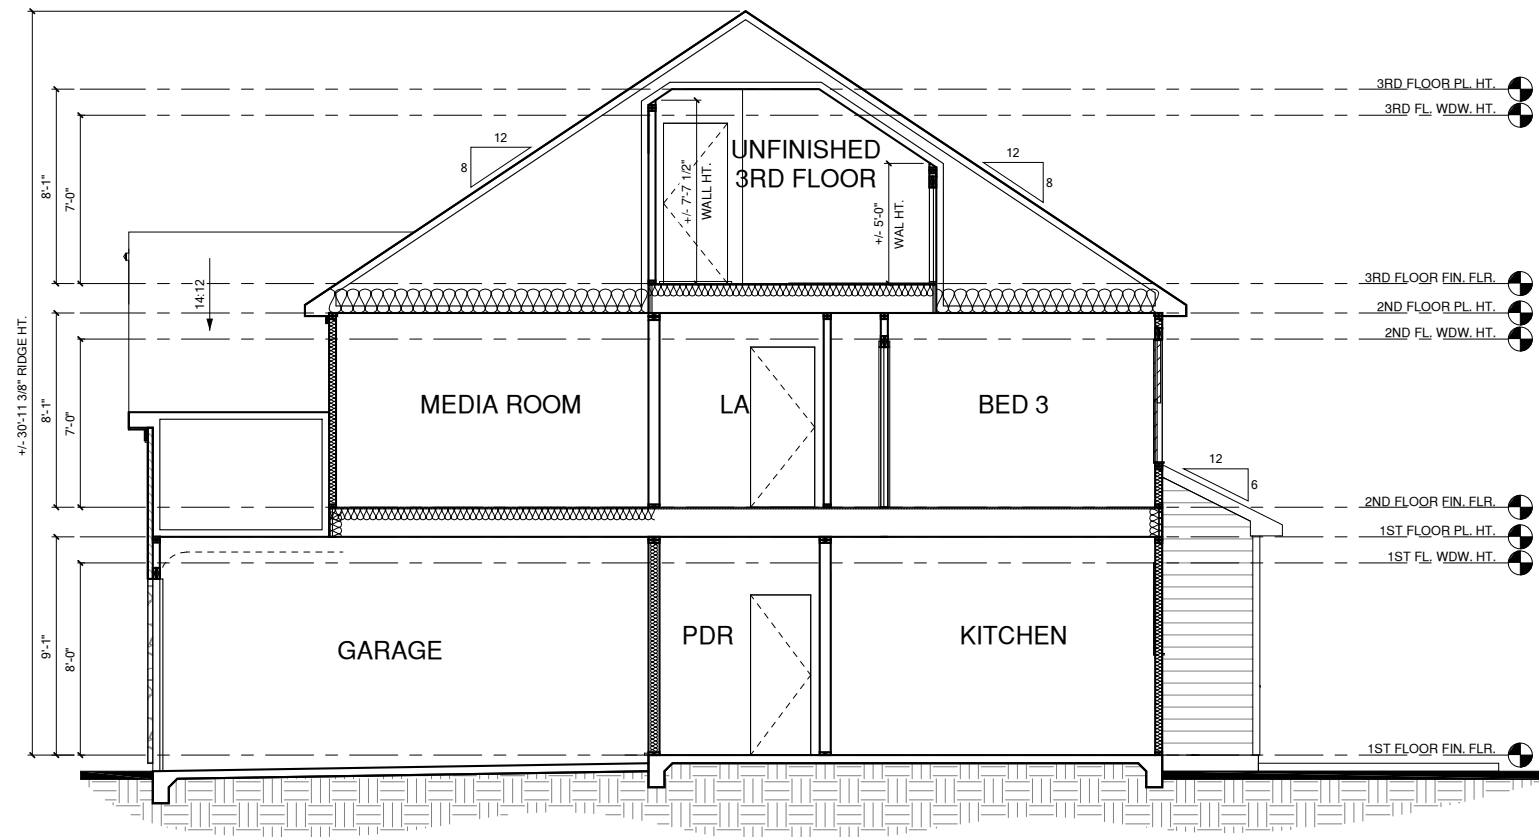 3RD FLOOR PL. HT.
3RD FL. WDW. HT.
12
8
12
8
UNFINISHED
3RD FLOOR
+/- 7'-7 1/2"
WALL HT.
+/- 5'-0"
WAL HT.
8'-1"
7'-0"
14:12
3RD FLOOR FIN. FLR.
2ND FLOOR PL. HT.
2ND FL. WDW. HT.
+/- 30'-11 3/8" RIDGE HT.
8'-1"
7'-0"
MEDIA ROOM
LA
BED 3
12
6
2ND FLOOR FIN. FLR.
1ST FLOOR PL. HT.
1ST FL. WDW. HT.
9'-1"
8'-0"
GARAGE
PDR
KITCHEN
1ST FLOOR FIN. FLR.